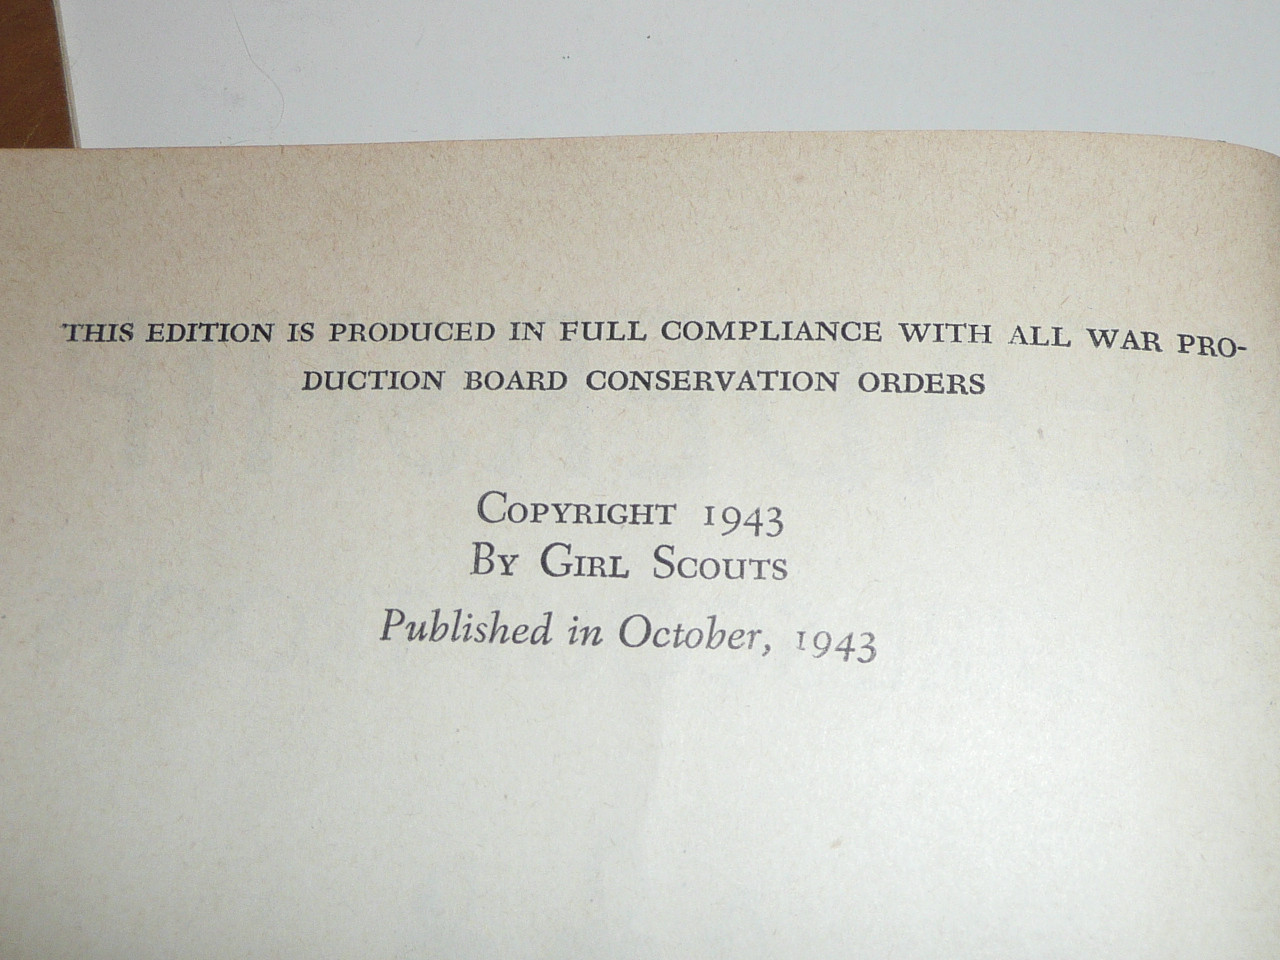 THIS EDITION IS PRODUCED IN FULL COMPLIANCE WITH ALL WAR PRO-
DUCTION BOARD CONSERVATION ORDERS
COPYRIGHT 1943
BY GIRL SCOUTS
Published in October, 1943